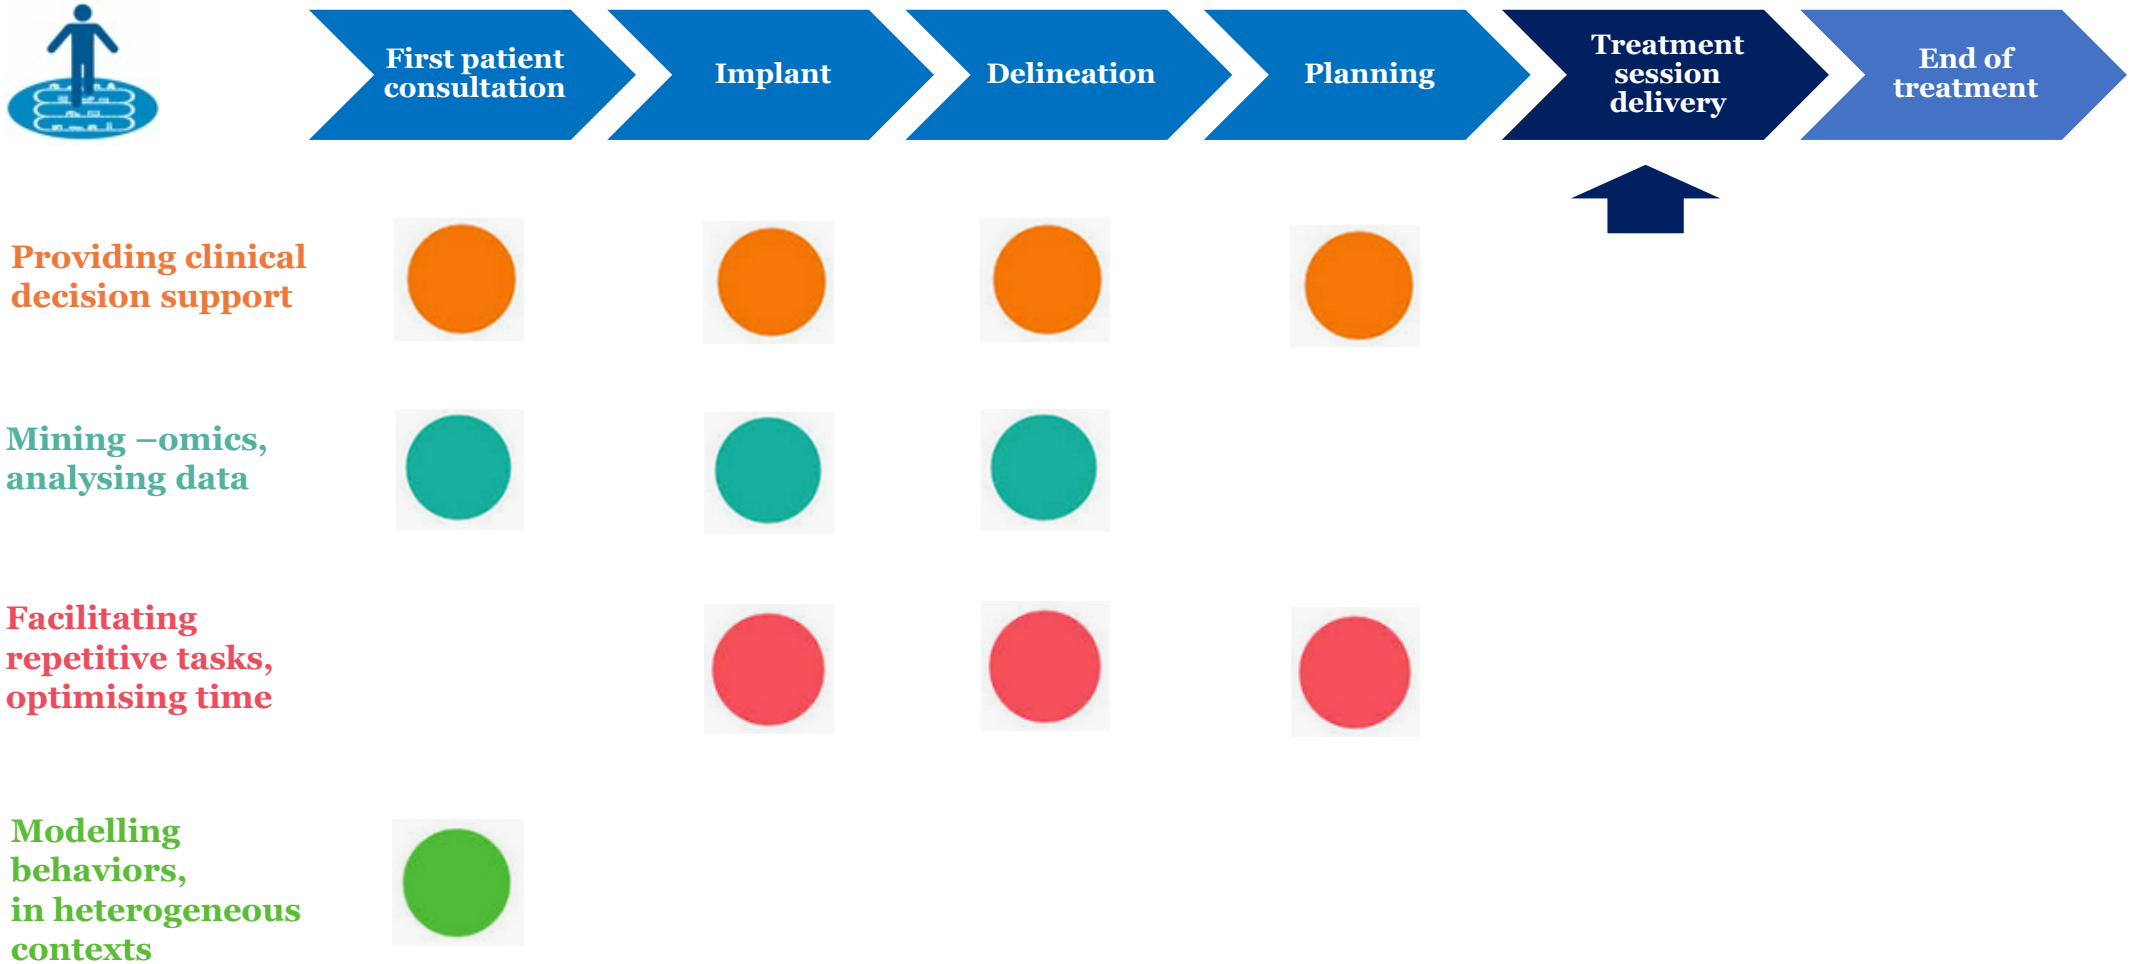 First patient
consultation
Implant
Delineation
Planning
Treatment
session
delivery
End of
treatment
Providing clinical
decision support
Mining –omics,
analysing data
Facilitating
repetitive tasks,
optimising time
Modelling
behaviors,
in heterogeneous
contexts